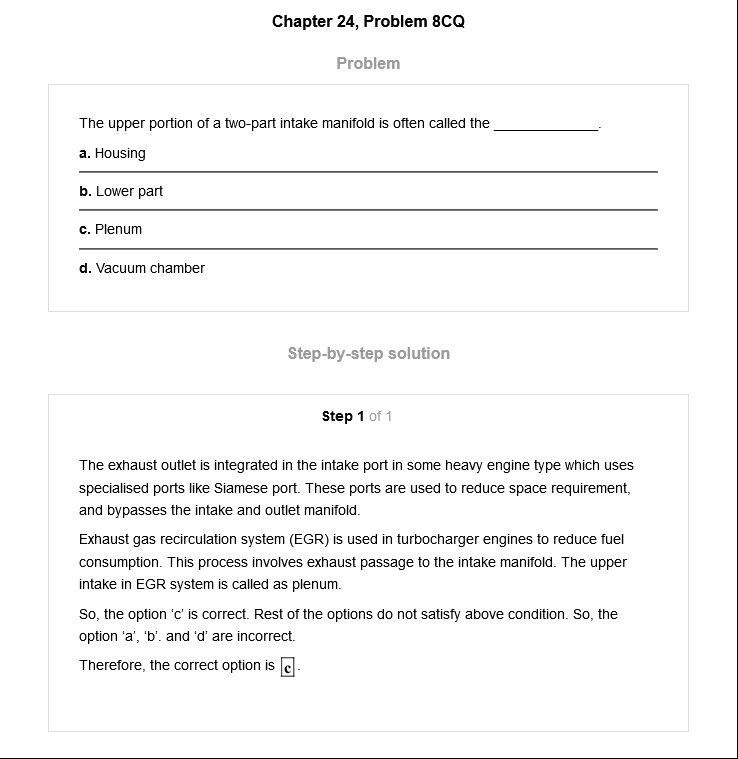 Chapter 24, Problem 8CQ
Problem
The upper portion of a two-part intake manifold is often called the _____________.
a. Housing
b. Lower part
c. Plenum
d. Vacuum chamber
Step-by-step solution
Step 1 of 1
The exhaust outlet is integrated in the intake port in some heavy engine type which uses
specialised ports like Siamese port. These ports are used to reduce space requirement,
and bypasses the intake and outlet manifold.
Exhaust gas recirculation system (EGR) is used in turbocharger engines to reduce fuel
consumption. This process involves exhaust passage to the intake manifold. The upper
intake in EGR system is called as plenum.
So, the option ‘c’ is correct. Rest of the options do not satisfy above condition. So, the
option ‘a’, ‘b’. and ‘d’ are incorrect.
Therefore, the correct option is c.